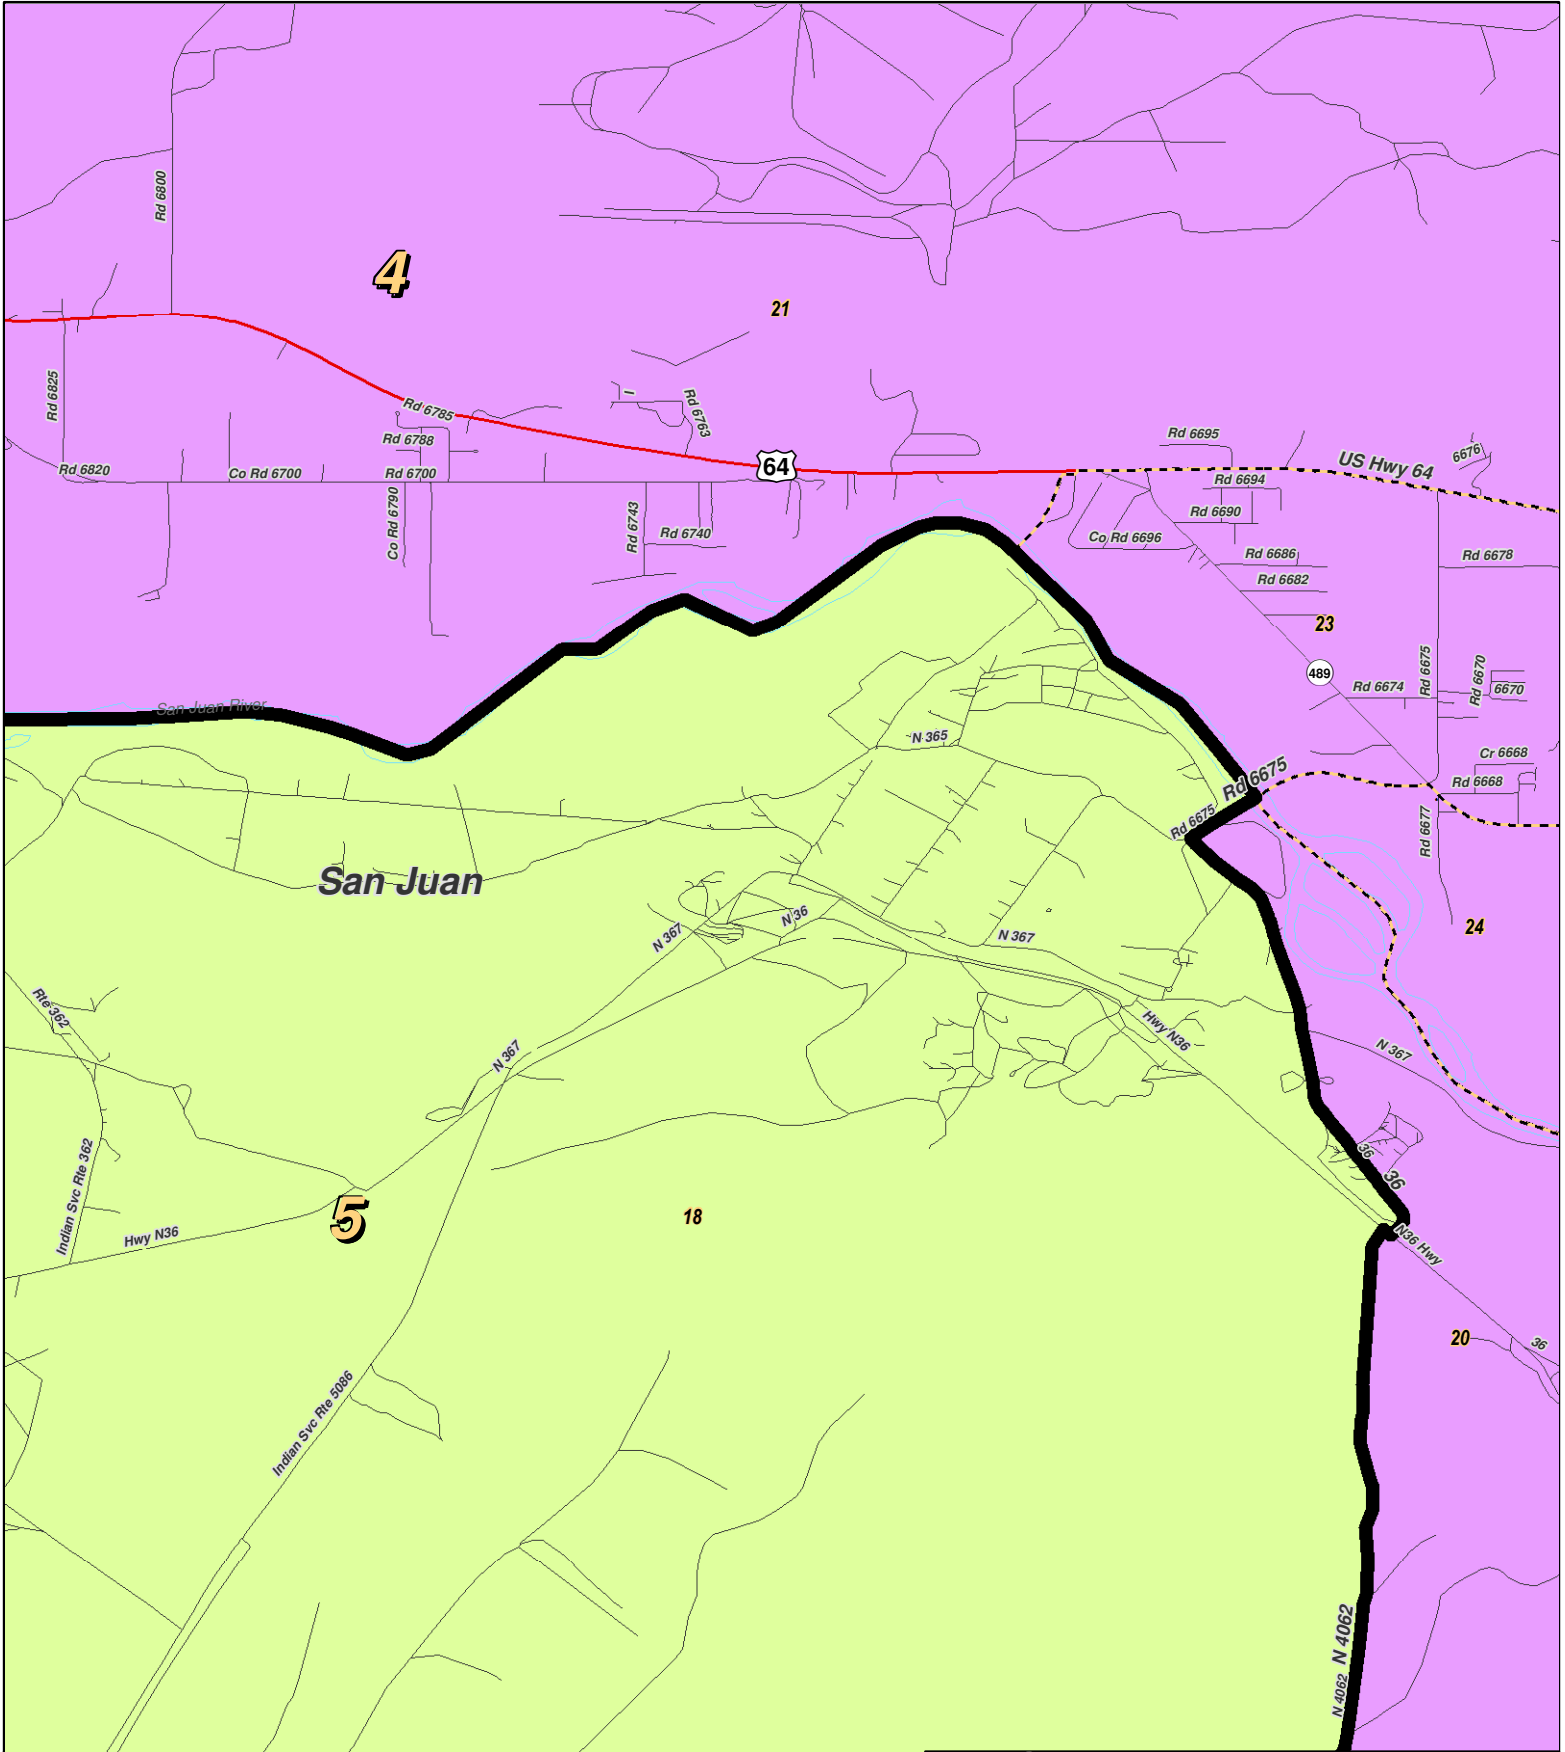 Rd 6800
4
21
Rd 6825
Rd 6785
I
Rd 6763
Rd 6788
Rd 6695
6676
US Hwy 64
Rd 6820
Co Rd 6700
Rd 6700
64
Rd 6694
Co Rd 6790
Rd 6743
Rd 6740
Rd 6690
Co Rd 6696
Rd 6686
Rd 6678
Rd 6682
23
489
Rd 6675
Rd 6670
Rd 6674
6670
San Juan River
N 365
Cr 6668
Rd 6675
Rd 6668
Rd 6675
Rd 6677
San Juan
N 36
N 367
N 367
24
Rte 362
Hwy N36
N 367
N 367
Indian Svc Rte 362
36
36
5
18
Hwy N36
N36 Hwy
20
36
Indian Svc Rte 5086
N 4062
N 4062